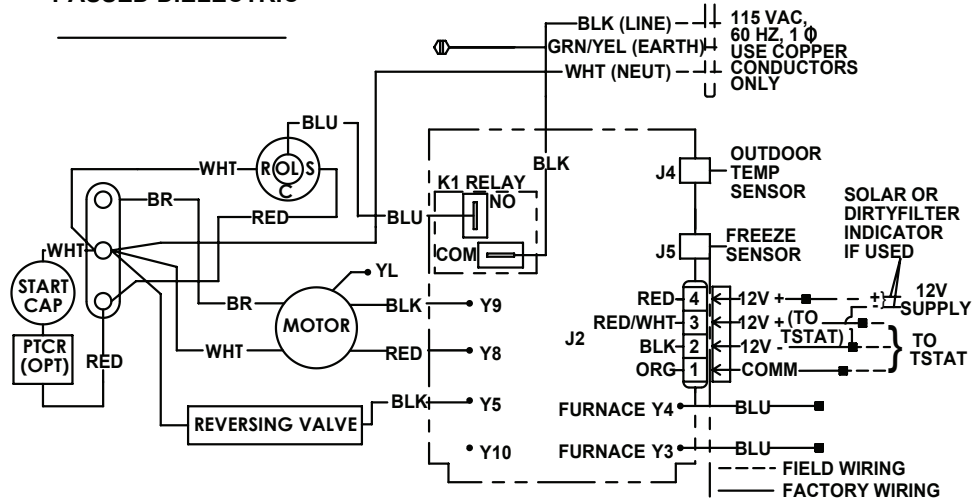 PASSED DIELECTRIC
BLK (LINE)
GRN/YEL (EARTH)
WHT (NEUT)
115 VAC,
60 HZ, 1 Φ
USE COPPER
CONDUCTORS
ONLY
BLU
WHT
R OL S
C
BLK
K1 RELAY
NO
COM
J4
OUTDOOR
TEMP
SENSOR
J5
FREEZE
SENSOR
SOLAR OR
DIRTYFILTER
INDICATOR
IF USED
BR
RED
BLU
WHT
START
CAP
PTCR
(OPT)
RED
YL
BR
MOTOR
BLK
Y9
WHT
RED
Y8
REVERSING VALVE
BLK
Y5
Y10
J2
RED 4 12V +
RED/WHT 3 12V + (TO
TSTAT)
BLK 2 12V -
ORG 1 COMM
+
12V
SUPPLY
TO
TSTAT
FURNACE Y4 BLU
FURNACE Y3 BLU
FIELD WIRING
FACTORY WIRING